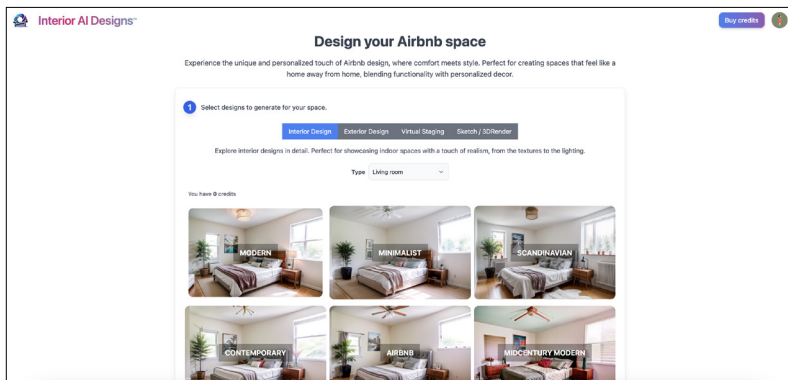 Interior AI Designs™
Buy credits
Design your Airbnb space
Experience the unique and personalized touch of Airbnb design, where comfort meets style. Perfect for creating spaces that feel like a
home away from home, blending functionality with personalized decor.
1 Select designs to generate for your space.
Interior Design Exterior Design Virtual Staging Sketch / 3DRender
Explore interior designs in detail. Perfect for showcasing indoor spaces with a touch of realism, from the textures to the lighting.
Type Living room
You have 0 credits
MODERN MINIMALIST SCANDINAVIAN
CONTEMPORARY AIRBNB MIDCENTURY MODERN